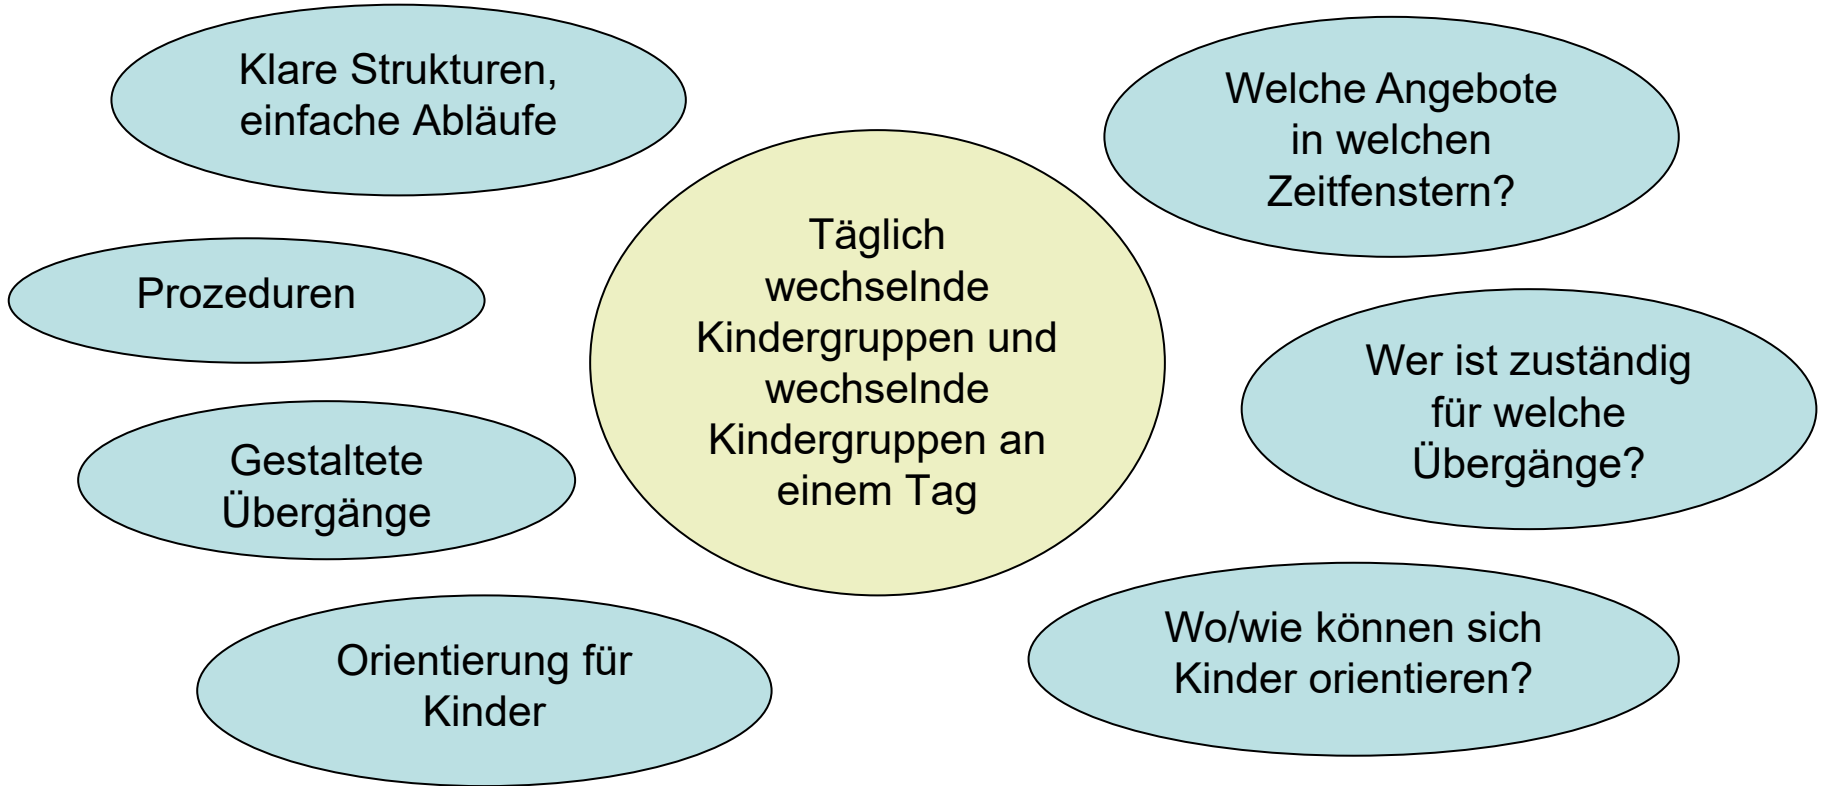 Klare Strukturen,
einfache Abläufe
Prozeduren
Gestaltete
Übergänge
Orientierung für
Kinder
Täglich
wechselnde
Kindergruppen und
wechselnde
Kindergruppen an
einem Tag
Welche Angebote
in welchen
Zeitfenstern?
Wer ist zuständig
für welche
Übergänge?
Wo/wie können sich
Kinder orientieren?